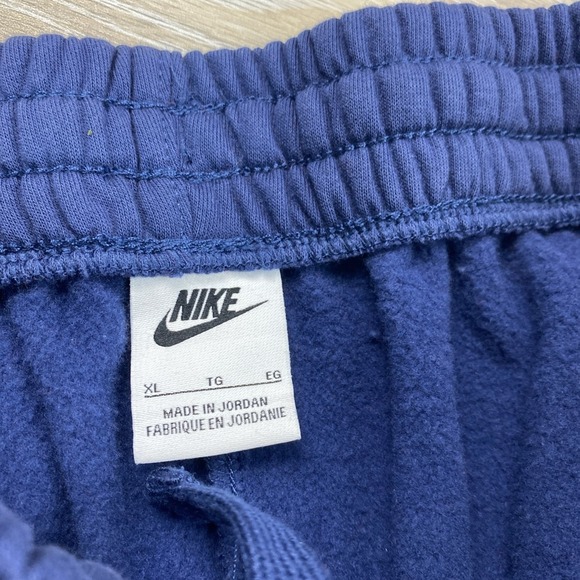 NIKE
XL TG EG
MADE IN JORDAN
FABRIQUE EN JORDANIE